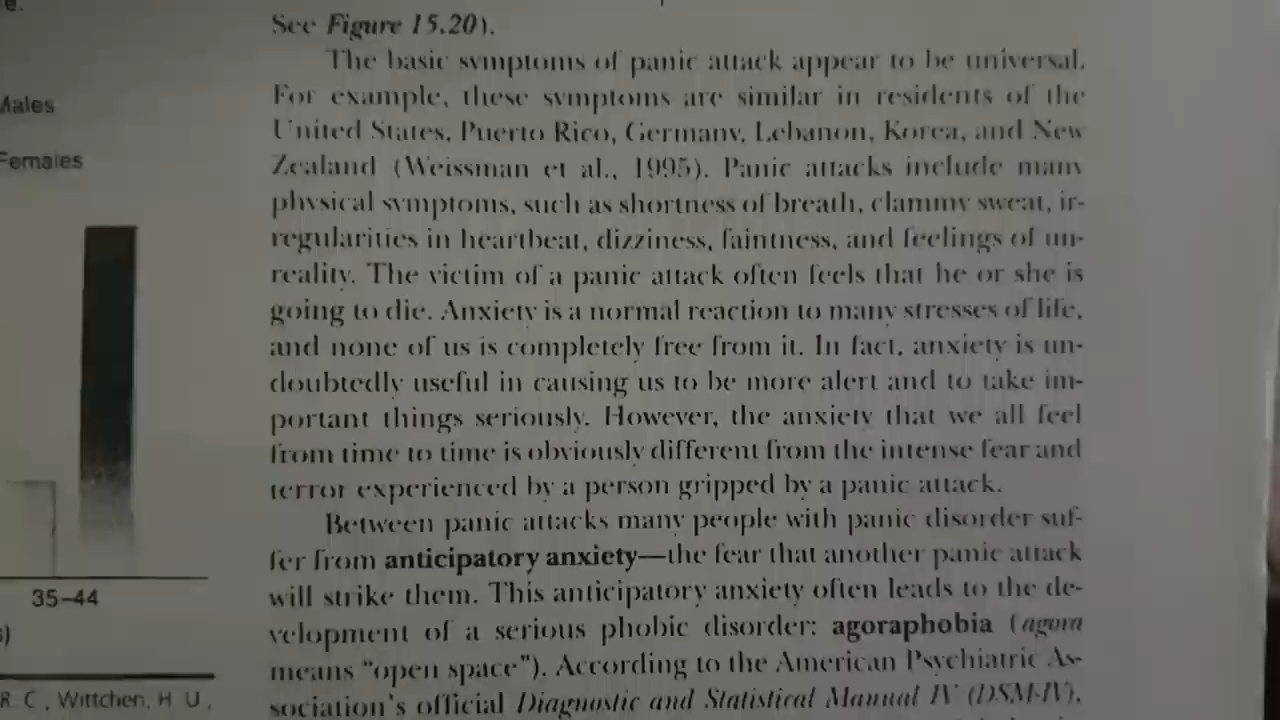 e.
Males
Females
35–44
s)
R. C., Wittchen, H. U.,
See Figure 15.20).
The basic symptoms of panic attack appear to be universal.
For example, these symptoms are similar in residents of the
United States, Puerto Rico, Germany, Lebanon, Korea, and New
Zealand (Weissman et al., 1995). Panic attacks include many
physical symptoms, such as shortness of breath, clammy sweat, ir-
regularities in heartbeat, dizziness, faintness, and feelings of un-
reality. The victim of a panic attack often feels that he or she is
going to die. Anxiety is a normal reaction to many stresses of life,
and none of us is completely free from it. In fact, anxiety is un-
doubtedly useful in causing us to be more alert and to take im-
portant things seriously. However, the anxiety that we all feel
from time to time is obviously different from the intense fear and
terror experienced by a person gripped by a panic attack.
Between panic attacks many people with panic disorder suf-
fer from anticipatory anxiety—the fear that another panic attack
will strike them. This anticipatory anxiety often leads to the de-
velopment of a serious phobic disorder: agoraphobia (agora
means “open space”). According to the American Psychiatric As-
sociation's official Diagnostic and Statistical Manual IV (DSM-IV),